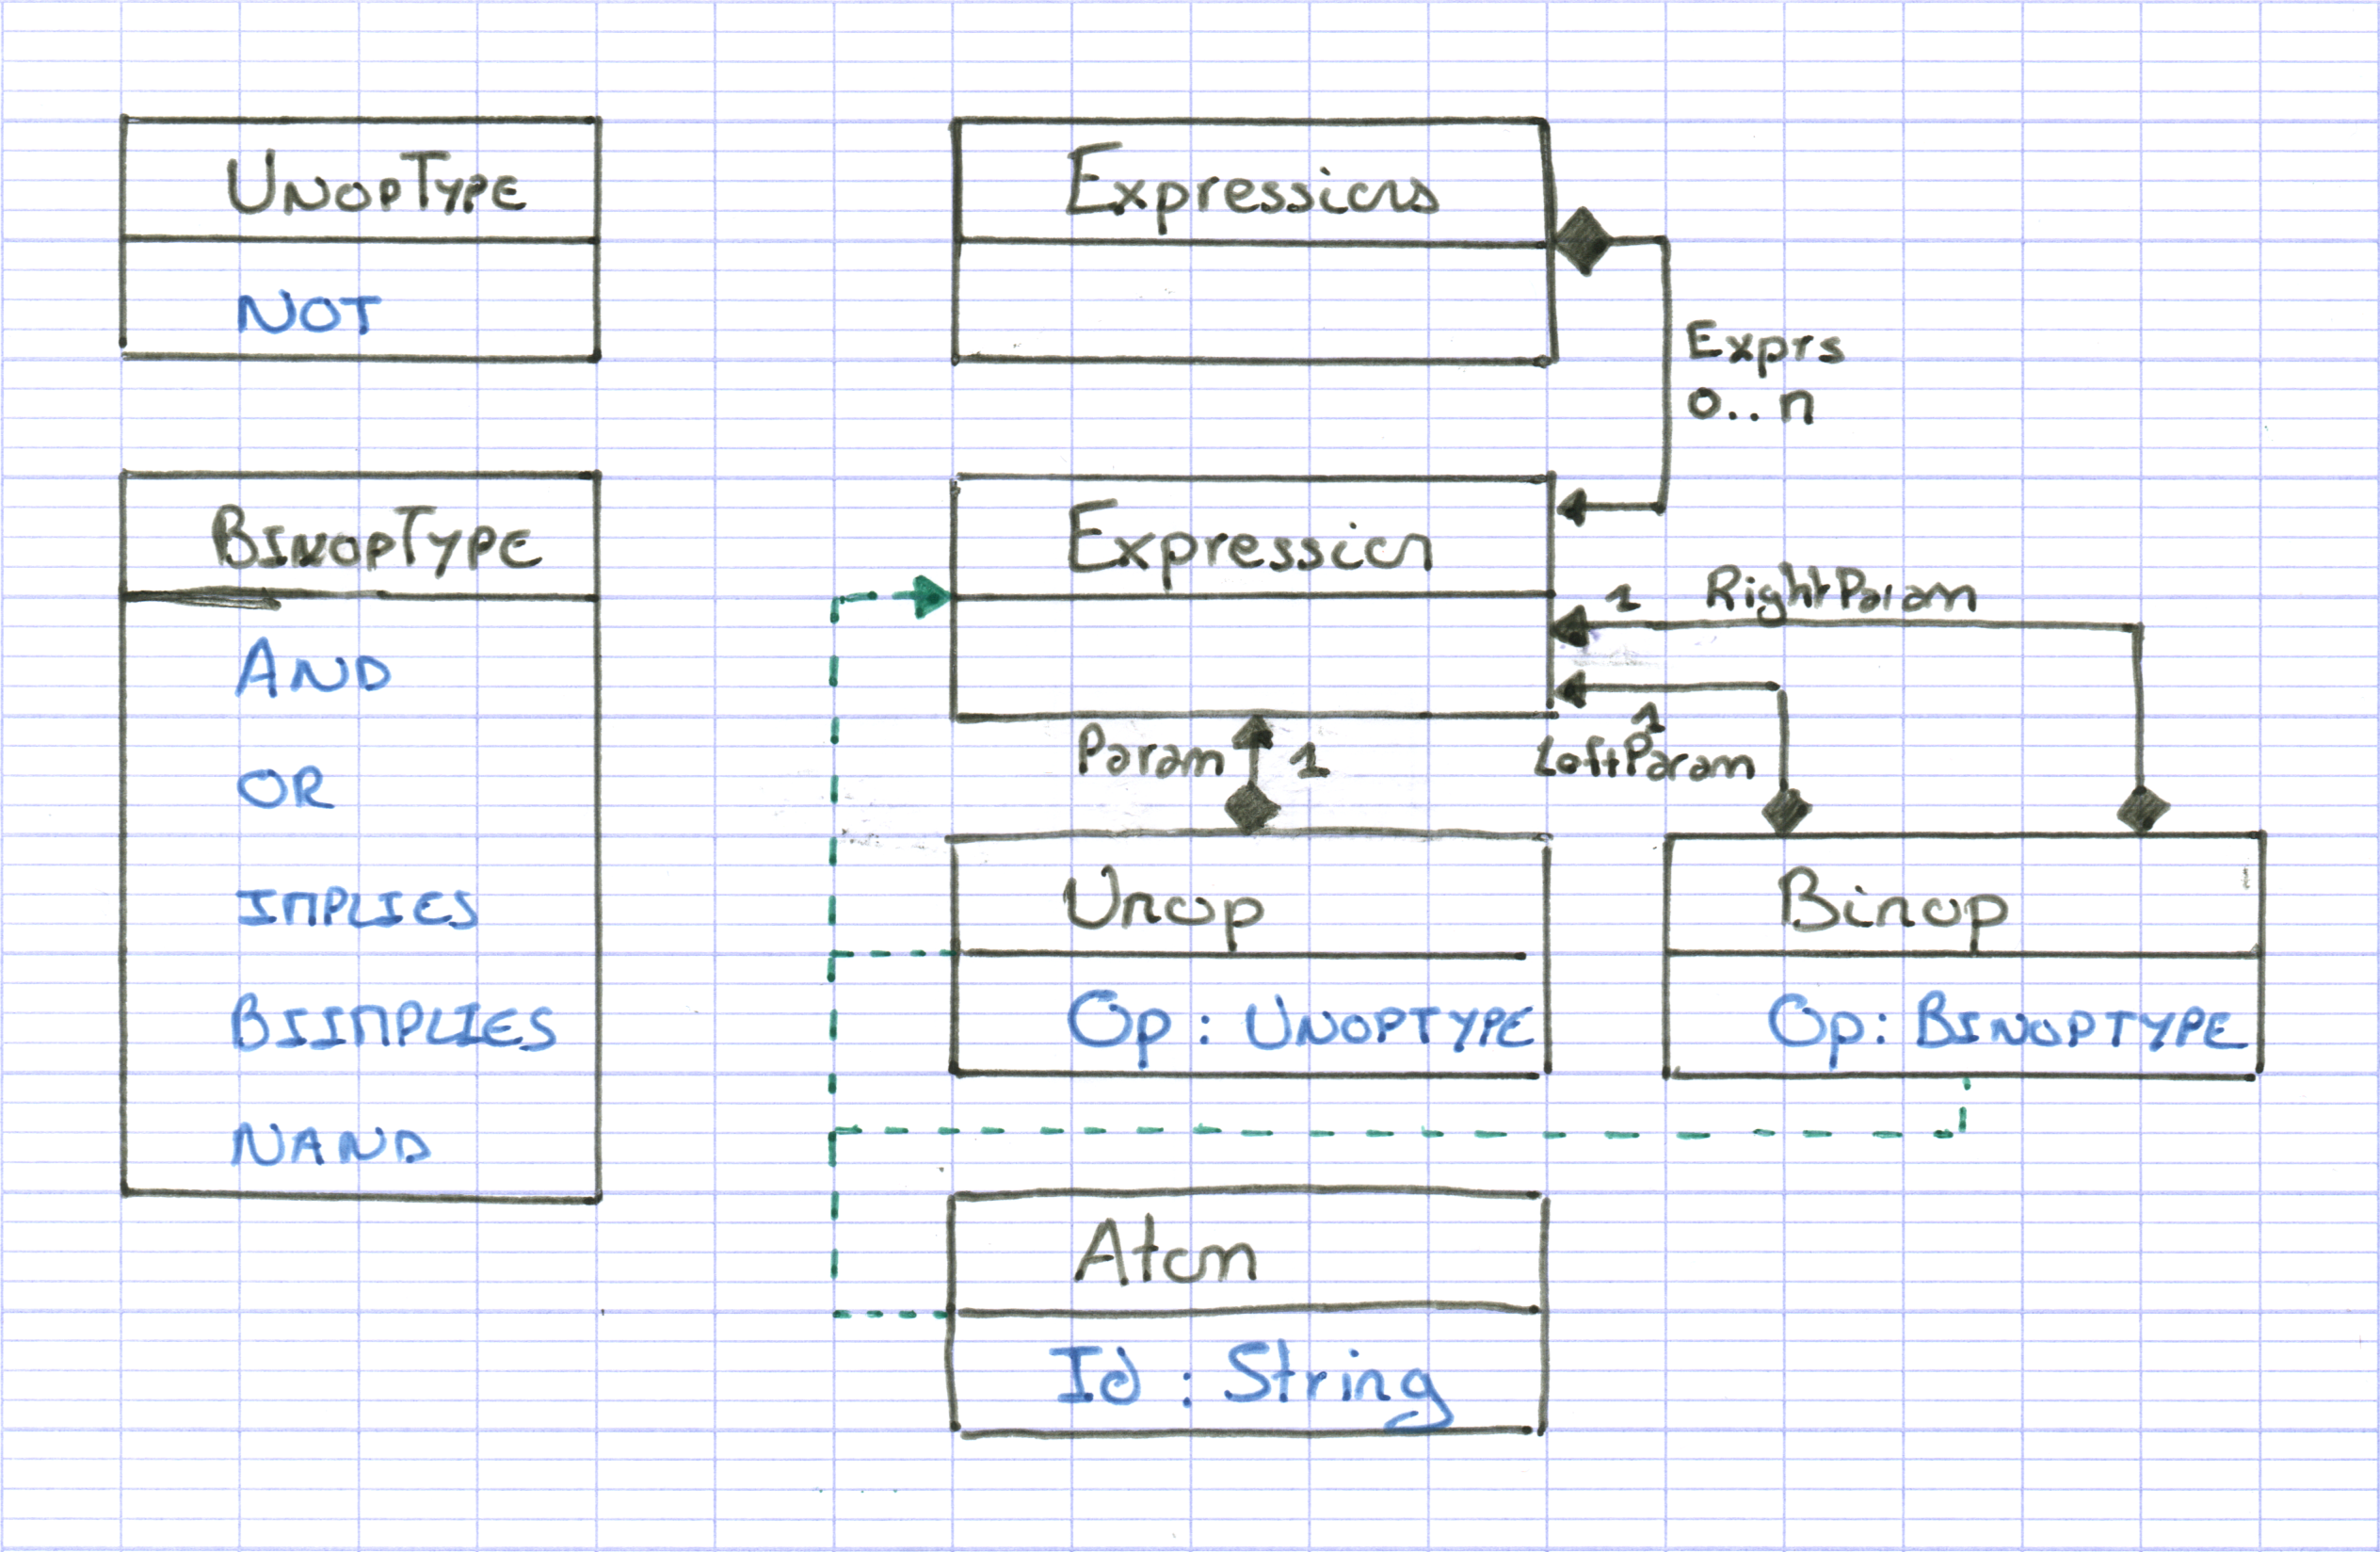 UNOPTYPE
NOT
BINOPTYPE
AND
OR
IMPLIES
BIIMPLIES
NAND
Expressions
Exprs
0..n
Expression
1 RightParam
1
LeftParam
Param 1
Unop
Op : UNOPTYPE
Binop
Op : BINOPTYPE
Atom
Id : String